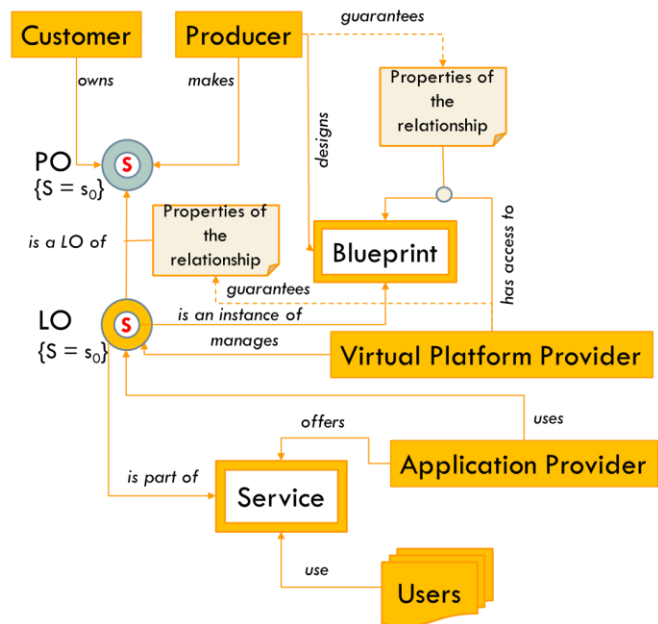 guarantees
Customer
Producer
owns
makes
Properties of
the
relationship
designs
PO
S
{S = s₀}
Properties of
the
relationship
is a LO of
Blueprint
has access to
guarantees
LO
S
is an instance of
{S = s₀}
manages
Virtual Platform Provider
offers
uses
Application Provider
is part of
Service
use
Users